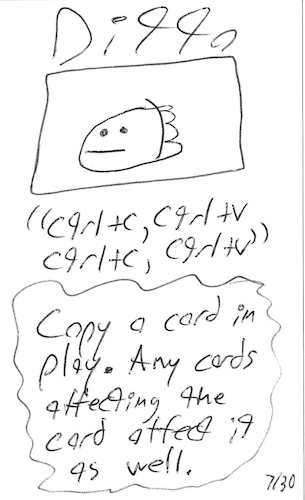 Ditto
"Ctrl+c, Ctrl+v
Ctrl+c, Ctrl+v"
Copy a card in
play. Any cards
affecting the
card affect it
as well.
7/30